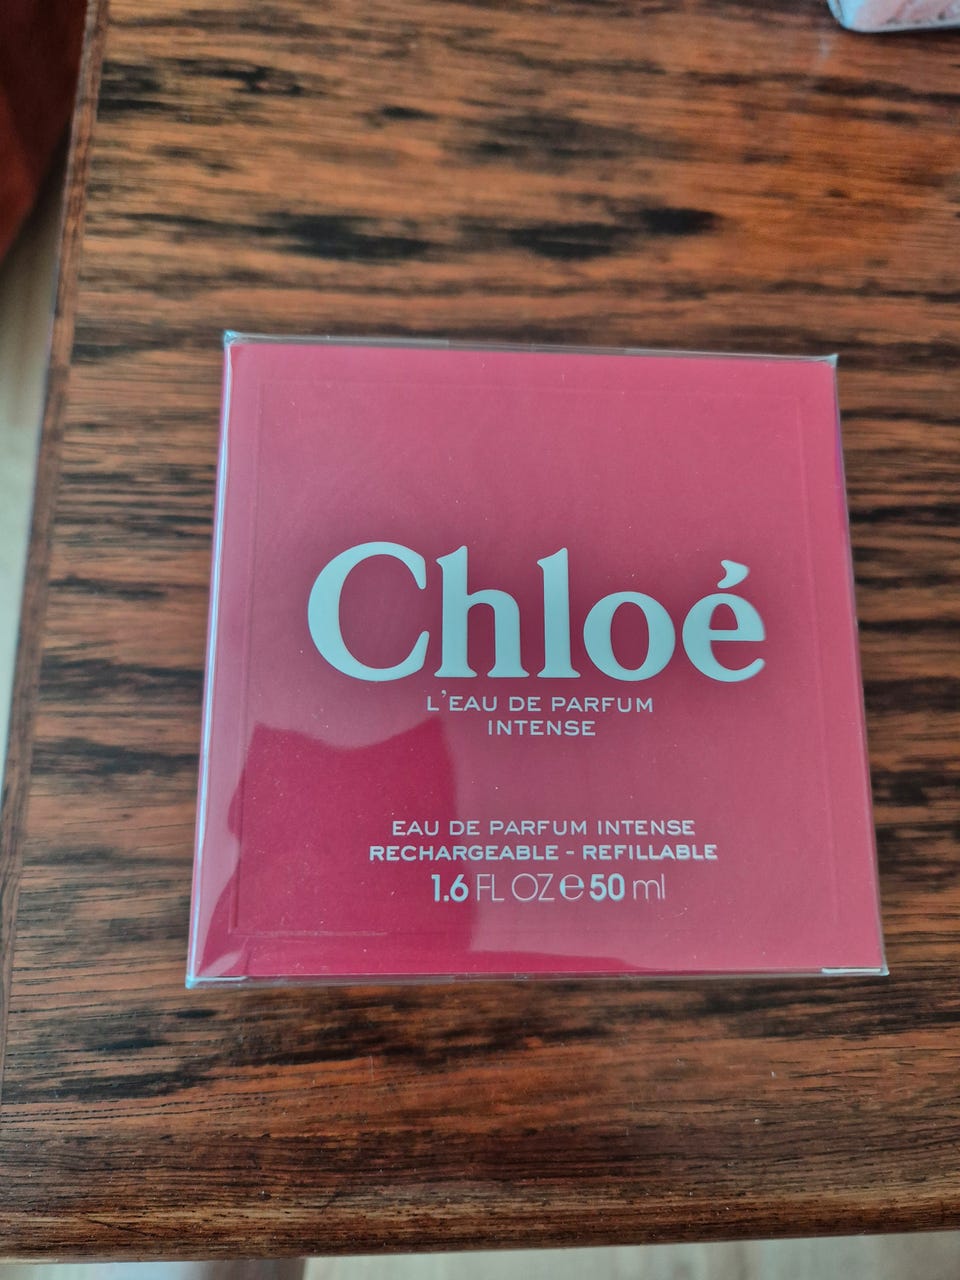 Chloé
L'EAU DE PARFUM
INTENSE
EAU DE PARFUM INTENSE
RECHARGEABLE - REFILLABLE
1.6 FL OZ e 50 ml